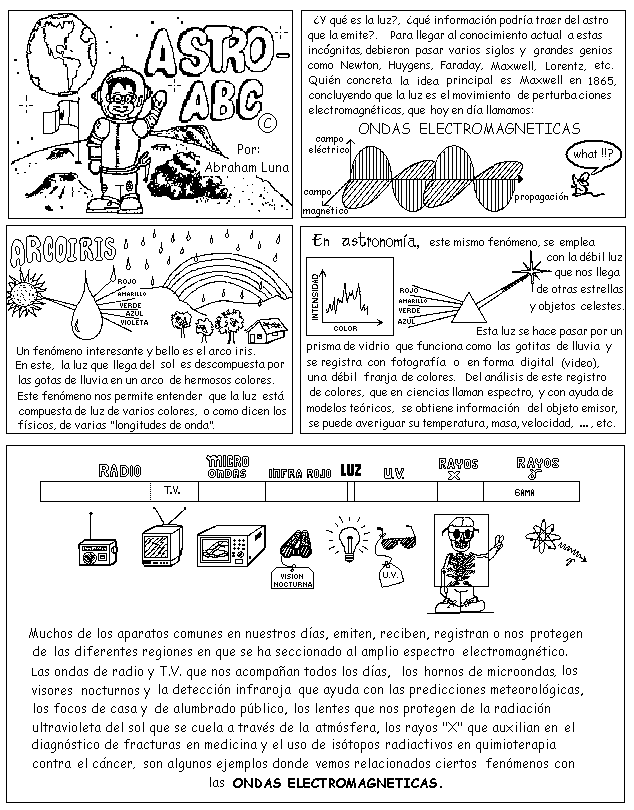 ASTRO-
ABC
©
Por:
Abraham Luna
¿Y qué es la luz?, ¿qué información podría traer del astro
que la emite?. Para llegar al conocimiento actual a estas
incógnitas, debieron pasar varios siglos y grandes genios
como Newton, Huygens, Faraday, Maxwell, Lorentz, etc.
Quién concreta la idea principal es Maxwell en 1865,
concluyendo que la luz es el movimiento de perturbaciones
electromagnéticas, que hoy en día llamamos:
ONDAS ELECTROMAGNETICAS
campo
eléctrico
what !!?
campo
magnetico
propagación
ARCOIRIS
ROJO
AMARILLO
VERDE
AZUL
VIOLETA
Un fenómeno interesante y bello es el arco iris.
En este, la luz que llega del sol es descompuesta por
las gotas de lluvia en un arco de hermosos colores.
Este fenómeno nos permite entender que la luz está
compuesta de luz de varios colores, o como dicen los
físicos, de varias "longitudes de onda".
En astronomía, este mismo fenómeno, se emplea
con la débil luz
que nos llega
de otras estrellas
y objetos celestes.
INTENSIDAD
COLOR
ROJO
AMARILLO
VERDE
AZUL
Esta luz se hace pasar por un
prisma de vidrio que funciona como las gotitas de lluvia y
se registra con fotografía o en forma digital (video),
una débil franja de colores. Del análisis de este registro
de colores, que en ciencias llaman espectro, y con ayuda de
modelos teóricos, se obtiene información del objeto emisor,
se puede averiguar su temperatura, masa, velocidad, ..., etc.
RADIO
MICRO
ONDAS
INFRA ROJO
LUZ
U.V.
RAYOS
X
RAYOS
γ
T.V.
GAMA
VISION
NOCTURNA
U.V.
Muchos de los aparatos comunes en nuestros días, emiten, reciben, registran o nos protegen
de las diferentes regiones en que se ha seccionado al amplio espectro electromagnético.
Las ondas de radio y T.V. que nos acompañan todos los días, los hornos de microondas, los
visores nocturnos y la detección infraroja que ayuda con las predicciones meteorológicas,
los focos de casa y de alumbrado público, los lentes que nos protegen de la radiación
ultravioleta del sol que se cuela a través de la atmósfera, los rayos "X" que auxilian en el
diagnóstico de fracturas en medicina y el uso de isótopos radiactivos en quimioterapia
contra el cáncer, son algunos ejemplos donde vemos relacionados ciertos fenómenos con
las ONDAS ELECTROMAGNETICAS.